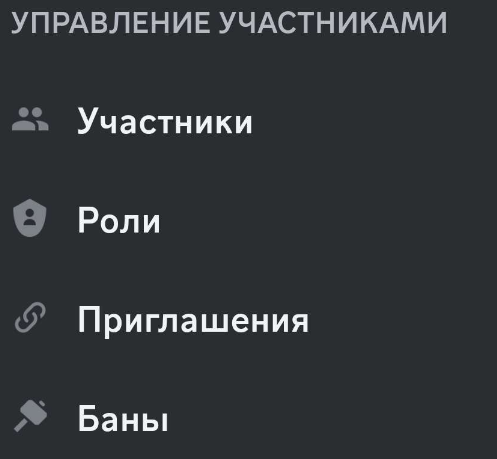 УПРАВЛЕНИЕ УЧАСТНИКАМИ
Участники
Роли
Приглашения
Баны